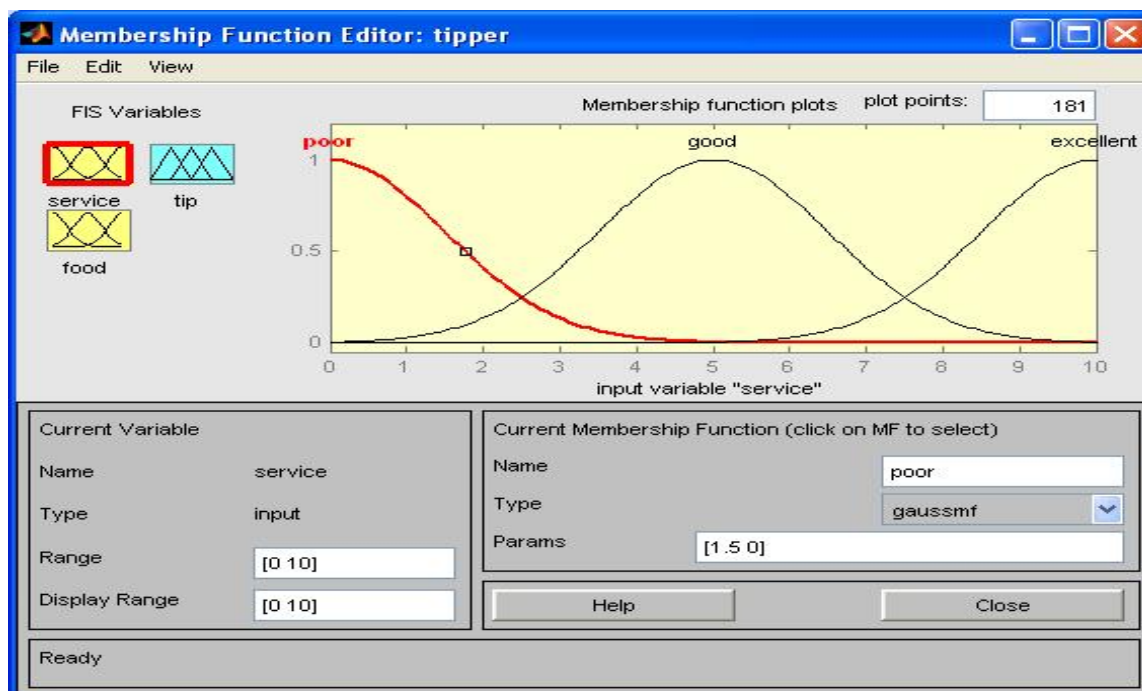 Membership Function Editor: tipper
File Edit View
FIS Variables
Membership function plots plot points: 181
service
tip
food
poor good excellent
1
0.5
0
0 1 2 3 4 5 6 7 8 9 10
input variable "service"
Current Variable
Name service
Type input
Range [0 10]
Display Range [0 10]
Current Membership Function (click on MF to select)
Name poor
Type gaussmf
Params [1.5 0]
Help Close
Ready